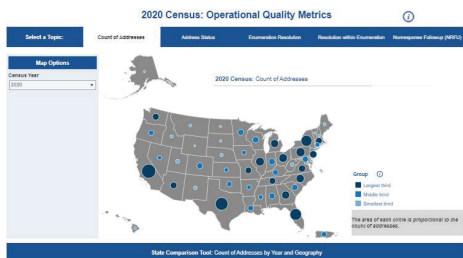 2020 Census: Operational Quality Metrics
Select a Topic: Count of Addresses Address Status Enumeration Resolution Resolution within Enumeration Nonresponse Followup (NRFU)
Map Options
Census Year
2020
2020 Census: Count of Addresses
Group
Largest third
Middle third
Smallest third
The area of each circle is proportional to the
count of addresses.
State Comparison Tool: Count of Addresses by Year and Geography